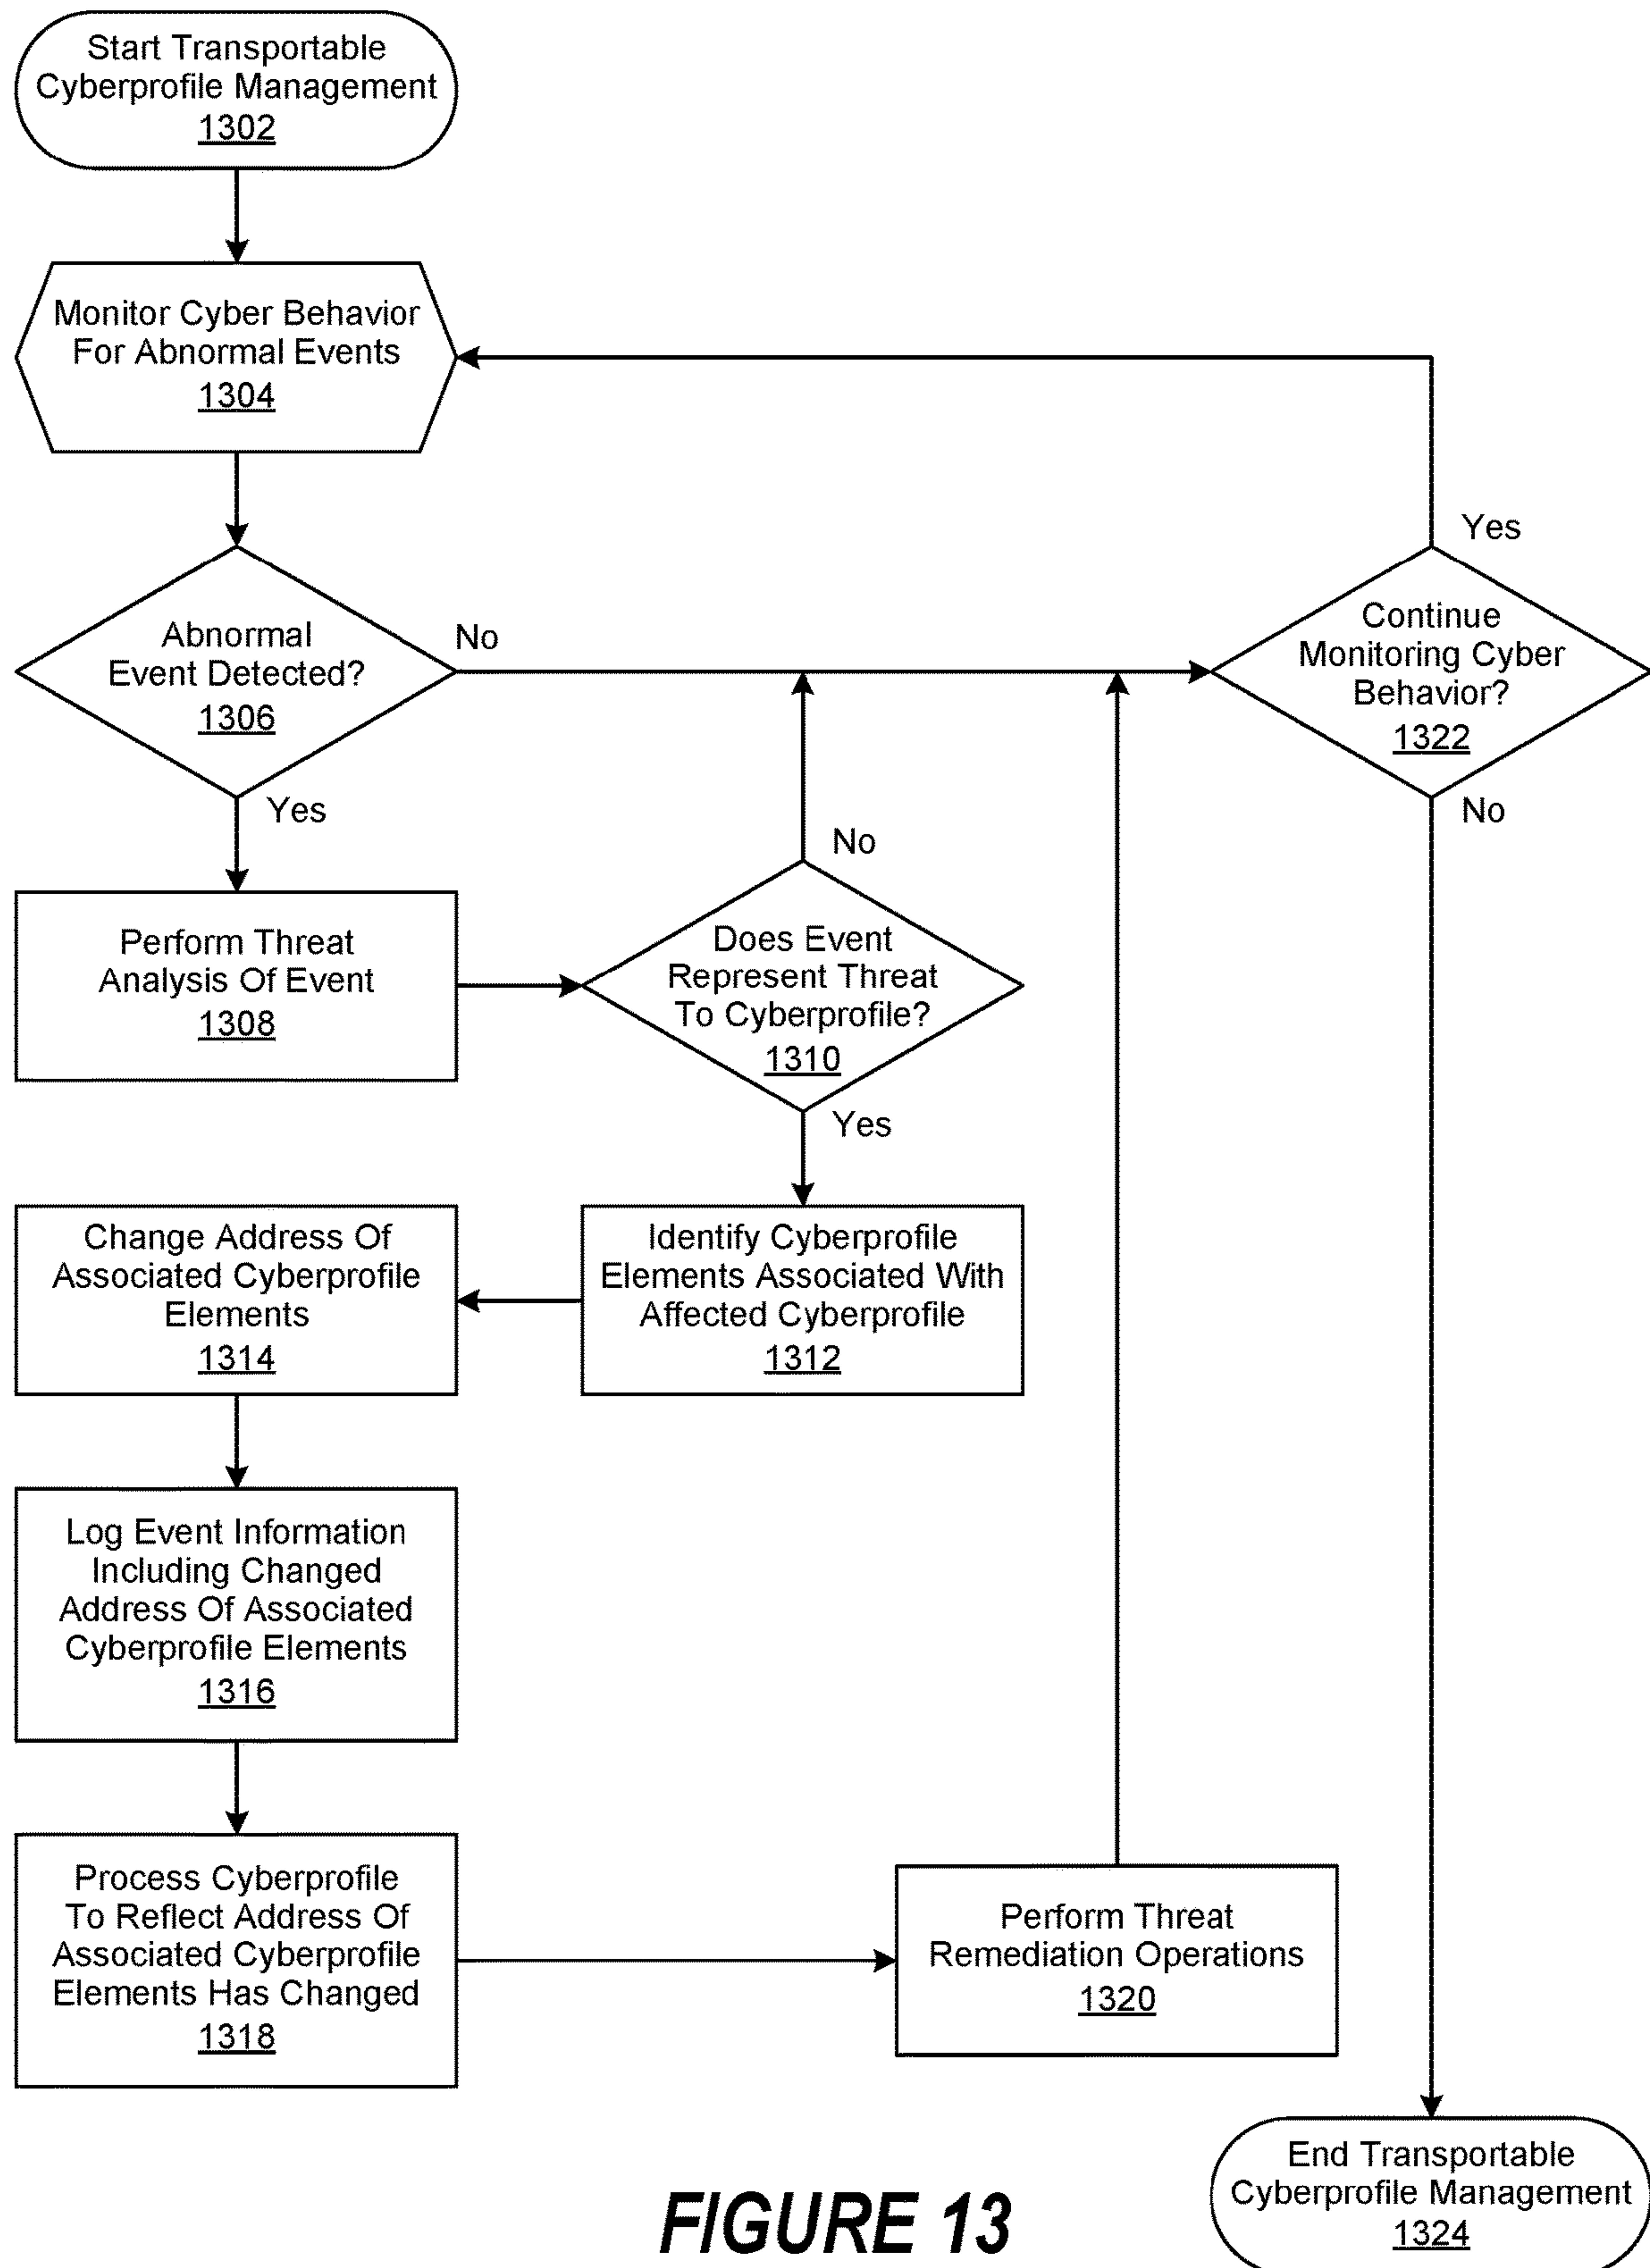 Start Transportable
Cyberprofile Management
1302
Monitor Cyber Behavior
For Abnormal Events
1304
Abnormal
Event Detected?
1306
No
Yes
Continue
Monitoring Cyber
Behavior?
1322
Yes
No
Perform Threat
Analysis Of Event
1308
Does Event
Represent Threat
To Cyberprofile?
1310
No
Yes
Identify Cyberprofile
Elements Associated With
Affected Cyberprofile
1312
Change Address Of
Associated Cyberprofile
Elements
1314
Log Event Information
Including Changed
Address Of Associated
Cyberprofile Elements
1316
Process Cyberprofile
To Reflect Address Of
Associated Cyberprofile
Elements Has Changed
1318
Perform Threat
Remediation Operations
1320
End Transportable
Cyberprofile Management
1324
FIGURE 13